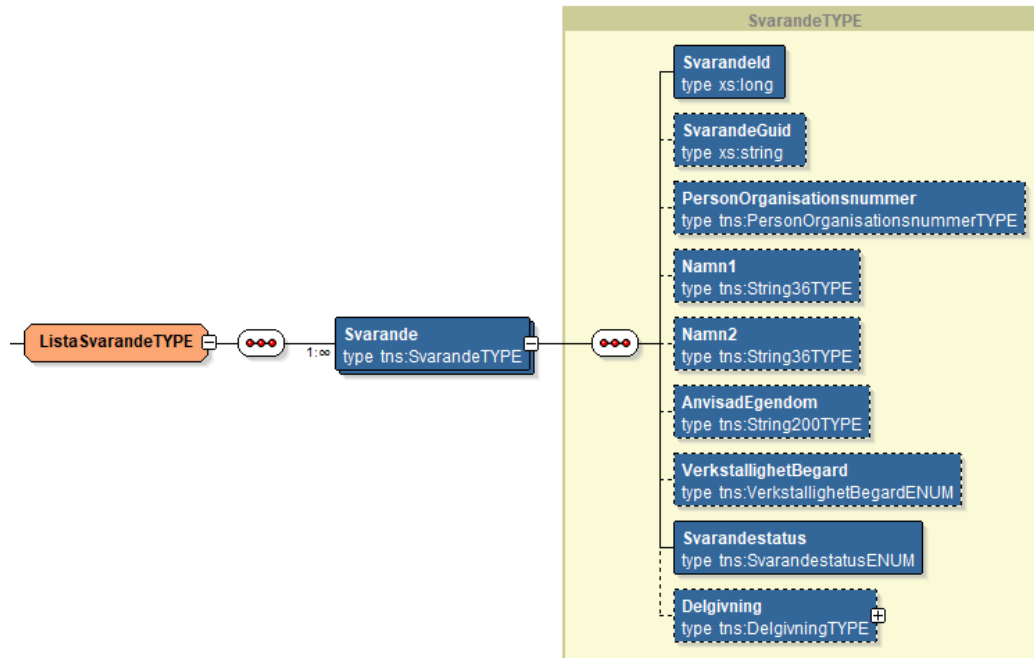 SvarandeTYPE
SvarandeId
type xs:long
SvarandeGuid
type xs:string
PersonOrganisationsnummer
type tns:PersonOrganisationsnummerTYPE
Namn1
type tns:String36TYPE
ListaSvarandeTYPE
1:∞
Svarande
type tns:SvarandeTYPE
Namn2
type tns:String36TYPE
AnvisadEgendom
type tns:String200TYPE
VerkstallighetBegard
type tns:VerkstallighetBegardENUM
Svarandestatus
type tns:SvarandestatusENUM
Delgivning
type tns:DelgivningTYPE